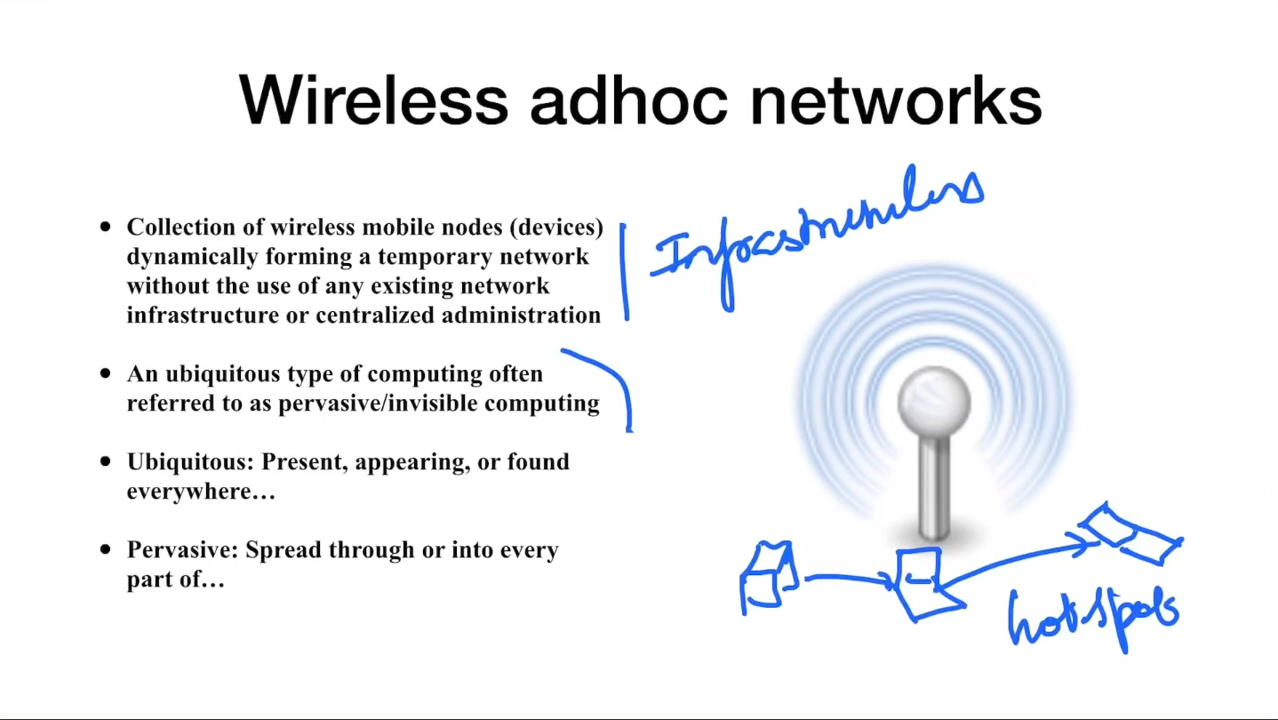 Wireless adhoc networks
• Collection of wireless mobile nodes (devices)
dynamically forming a temporary network
without the use of any existing network
infrastructure or centralized administration
Infrastructureless
• An ubiquitous type of computing often
referred to as pervasive/invisible computing
• Ubiquitous: Present, appearing, or found
everywhere…
• Pervasive: Spread through or into every
part of…
hotspots